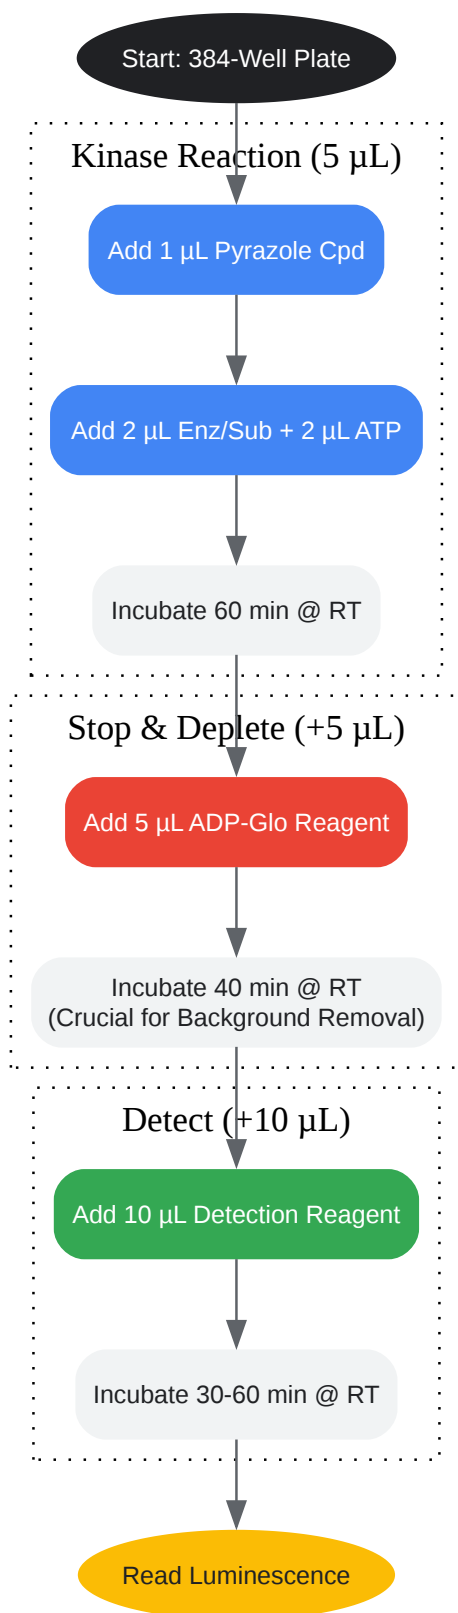 Start: 384-Well Plate
Kinase Reaction (5 µL)
Add 1 µL Pyrazole Cpd
Add 2 µL Enz/Sub + 2 µL ATP
Incubate 60 min @ RT
Stop & Deplete (+5 µL)
Add 5 µL ADP-Glo Reagent
Incubate 40 min @ RT
(Crucial for Background Removal)
Detect (+10 µL)
Add 10 µL Detection Reagent
Incubate 30-60 min @ RT
Read Luminescence